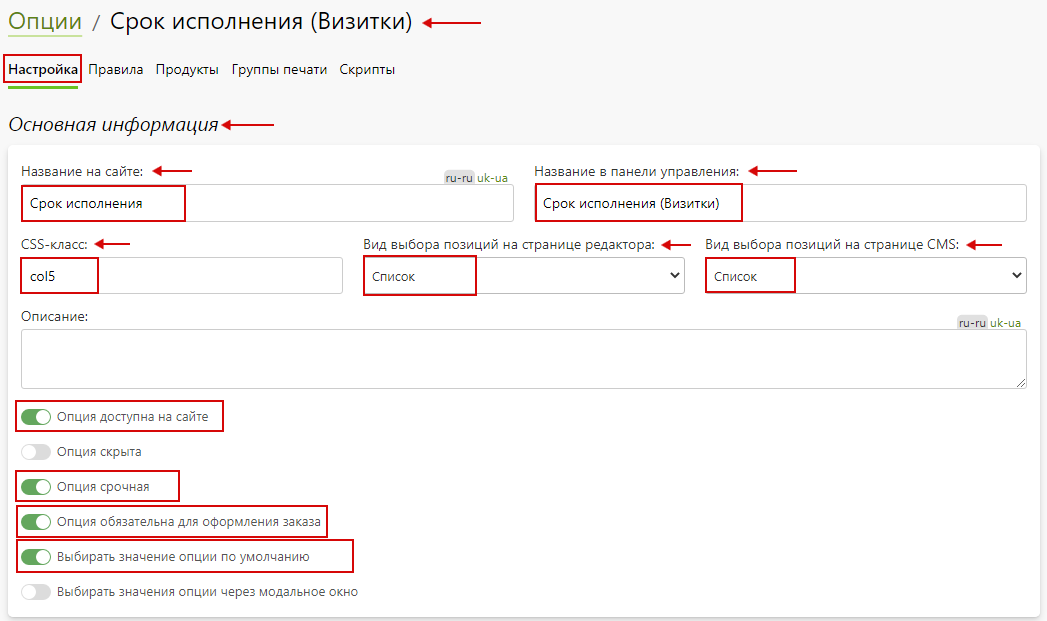 Опции / Срок исполнения (Визитки)
Настройка Правила Продукты Группы печати Скрипты
Основная информация
Название на сайте: ru-ru uk-ua Название в панели управления:
Срок исполнения Срок исполнения (Визитки)
CSS-класс: Вид выбора позиций на странице редактора: Вид выбора позиций на странице CMS:
col5 Список Список
Описание: ru-ru uk-ua
Опция доступна на сайте
Опция скрыта
Опция срочная
Опция обязательна для оформления заказа
Выбирать значение опции по умолчанию
Выбирать значения опции через модальное окно